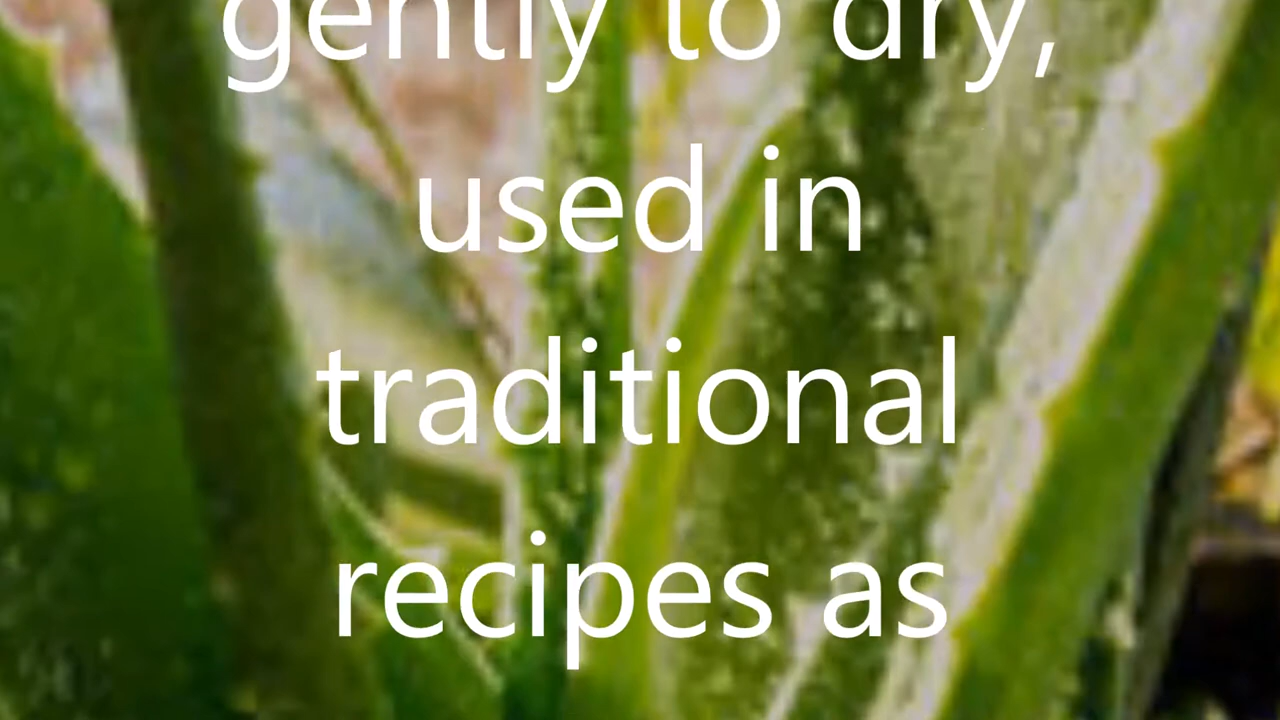 gently to dry,
used in
traditional
recipes as